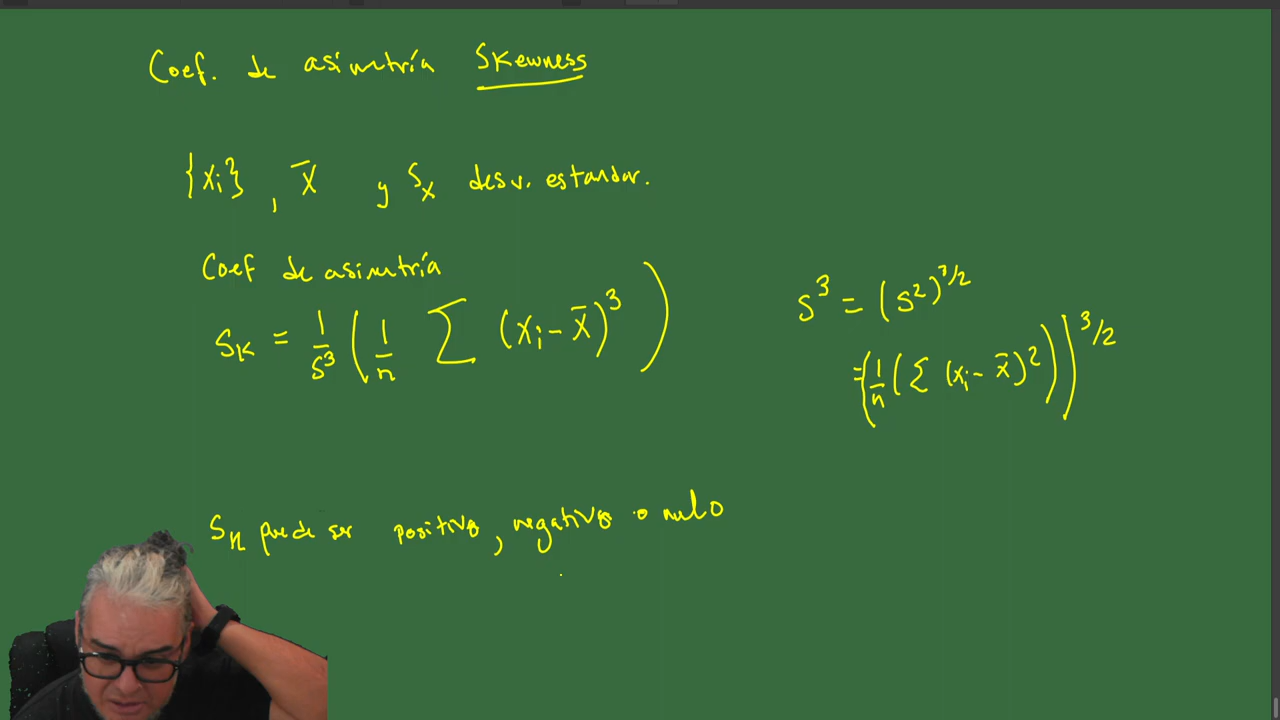 Coef. de asimetría Skewness
{xi} , x̄ y Sx desv. estandar.
Coef de asimetría
SK = 1/s³ (1/n Σ (xi - x̄)³)
s³ = (s²)^3/2
= (1/n (Σ (xi - x̄)²))^3/2
SK puede ser positivo, negativo o nulo